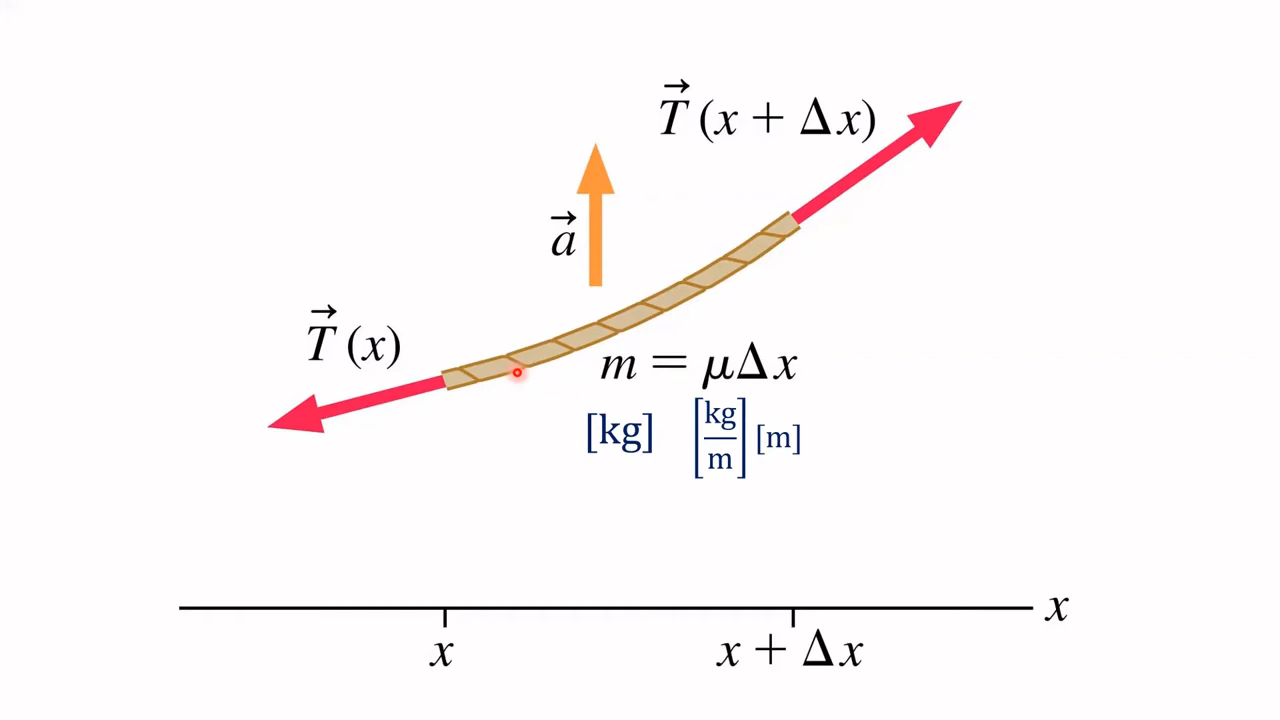 T⃗ (x + Δx)
a⃗
T⃗ (x)
m = μΔx
[kg] [kg/m] [m]
x
x x + Δx